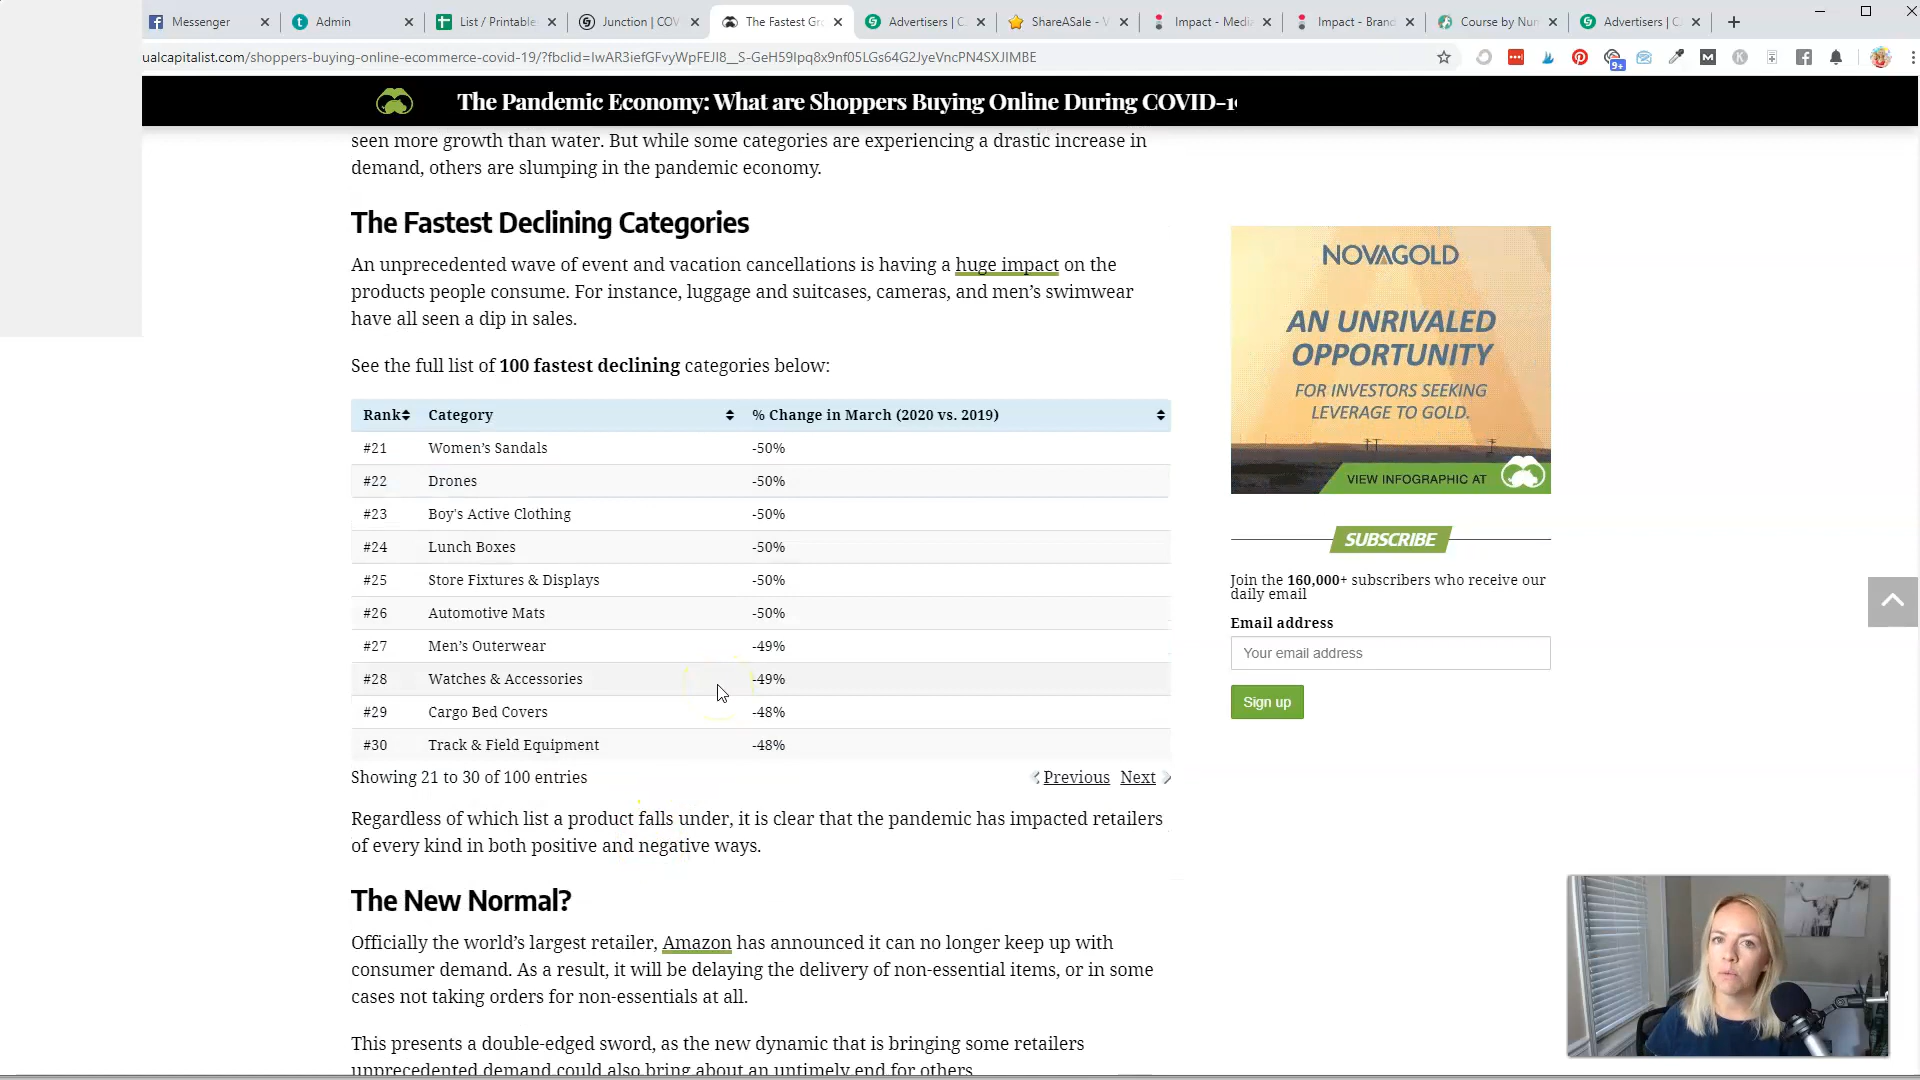 Messenger
Admin
List / Printable
Junction | COV
The Fastest Gr
Advertisers | C
ShareASale - V
Impact - Medi
Impact - Bran
Course by Nur
Advertisers | C
ualcapitalist.com/shoppers-buying-online-ecommerce-covid-19/?fbclid=IwAR3iefGFvyWpFEJI8__S-GeH59Ipq8x9nf05LGs64G2JyeVncPN4SXJIMBE
9+
The Pandemic Economy: What are Shoppers Buying Online During COVID-19
seen more growth than water. But while some categories are experiencing a drastic increase in
demand, others are slumping in the pandemic economy.
The Fastest Declining Categories
An unprecedented wave of event and vacation cancellations is having a huge impact on the
products people consume. For instance, luggage and suitcases, cameras, and men’s swimwear
have all seen a dip in sales.
See the full list of 100 fastest declining categories below:
Rank Category % Change in March (2020 vs. 2019)
#21 Women’s Sandals -50%
#22 Drones -50%
#23 Boy's Active Clothing -50%
#24 Lunch Boxes -50%
#25 Store Fixtures & Displays -50%
#26 Automotive Mats -50%
#27 Men’s Outerwear -49%
#28 Watches & Accessories -49%
#29 Cargo Bed Covers -48%
#30 Track & Field Equipment -48%
Showing 21 to 30 of 100 entries
Previous Next
Regardless of which list a product falls under, it is clear that the pandemic has impacted retailers
of every kind in both positive and negative ways.
The New Normal?
Officially the world’s largest retailer, Amazon has announced it can no longer keep up with
consumer demand. As a result, it will be delaying the delivery of non-essential items, or in some
cases not taking orders for non-essentials at all.
This presents a double-edged sword, as the new dynamic that is bringing some retailers
unprecedented demand could also bring about an untimely end for others.
NOVAGOLD
AN UNRIVALED
OPPORTUNITY
FOR INVESTORS SEEKING
LEVERAGE TO GOLD.
VIEW INFOGRAPHIC AT
SUBSCRIBE
Join the 160,000+ subscribers who receive our
daily email
Email address
Your email address
Sign up